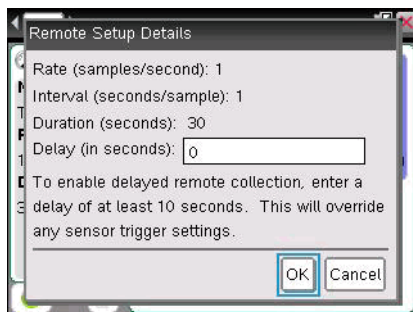 Remote Setup Details
Rate (samples/second): 1
Interval (seconds/sample): 1
Duration (seconds): 30
Delay (in seconds): 0
To enable delayed remote collection, enter a
delay of at least 10 seconds. This will override
any sensor trigger settings.
OK Cancel